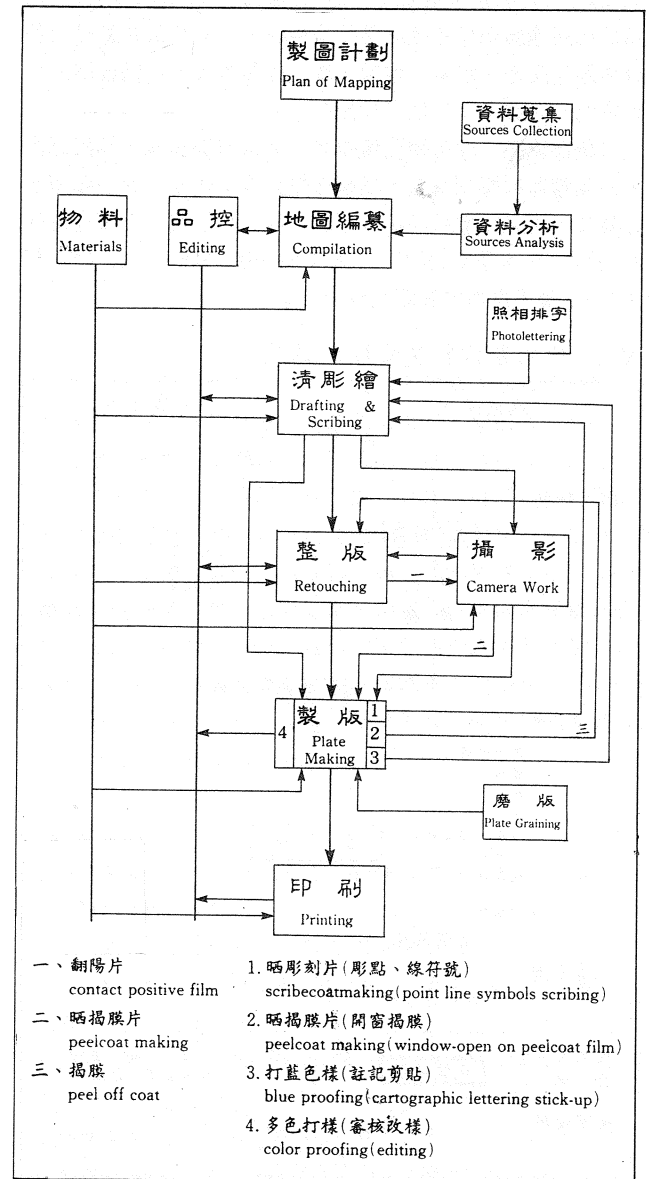 製圖計劃
Plan of Mapping
資料蒐集
Sources Collection
物料
Materials
品控
Editing
地圖編纂
Compilation
資料分析
Sources Analysis
照相排字
Photolettering
清彫繪
Drafting &
Scribing
整版
Retouching
一
攝影
Camera Work
二
4
製版
Plate
Making
1
2
3
三
磨版
Plate Graining
印刷
Printing
一、翻陽片
contact positive film
二、晒揭膜片
peelcoat making
三、揭膜
peel off coat
1. 晒彫刻片(彫點、線符號)
scribecoatmaking(point line symbols scribing)
2. 晒揭膜片(開窗揭膜)
peelcoat making(window-open on peelcoat film)
3. 打藍色樣(註記剪貼)
blue proofing(cartographic lettering stick-up)
4. 多色打樣(審核改樣)
color proofing(editing)